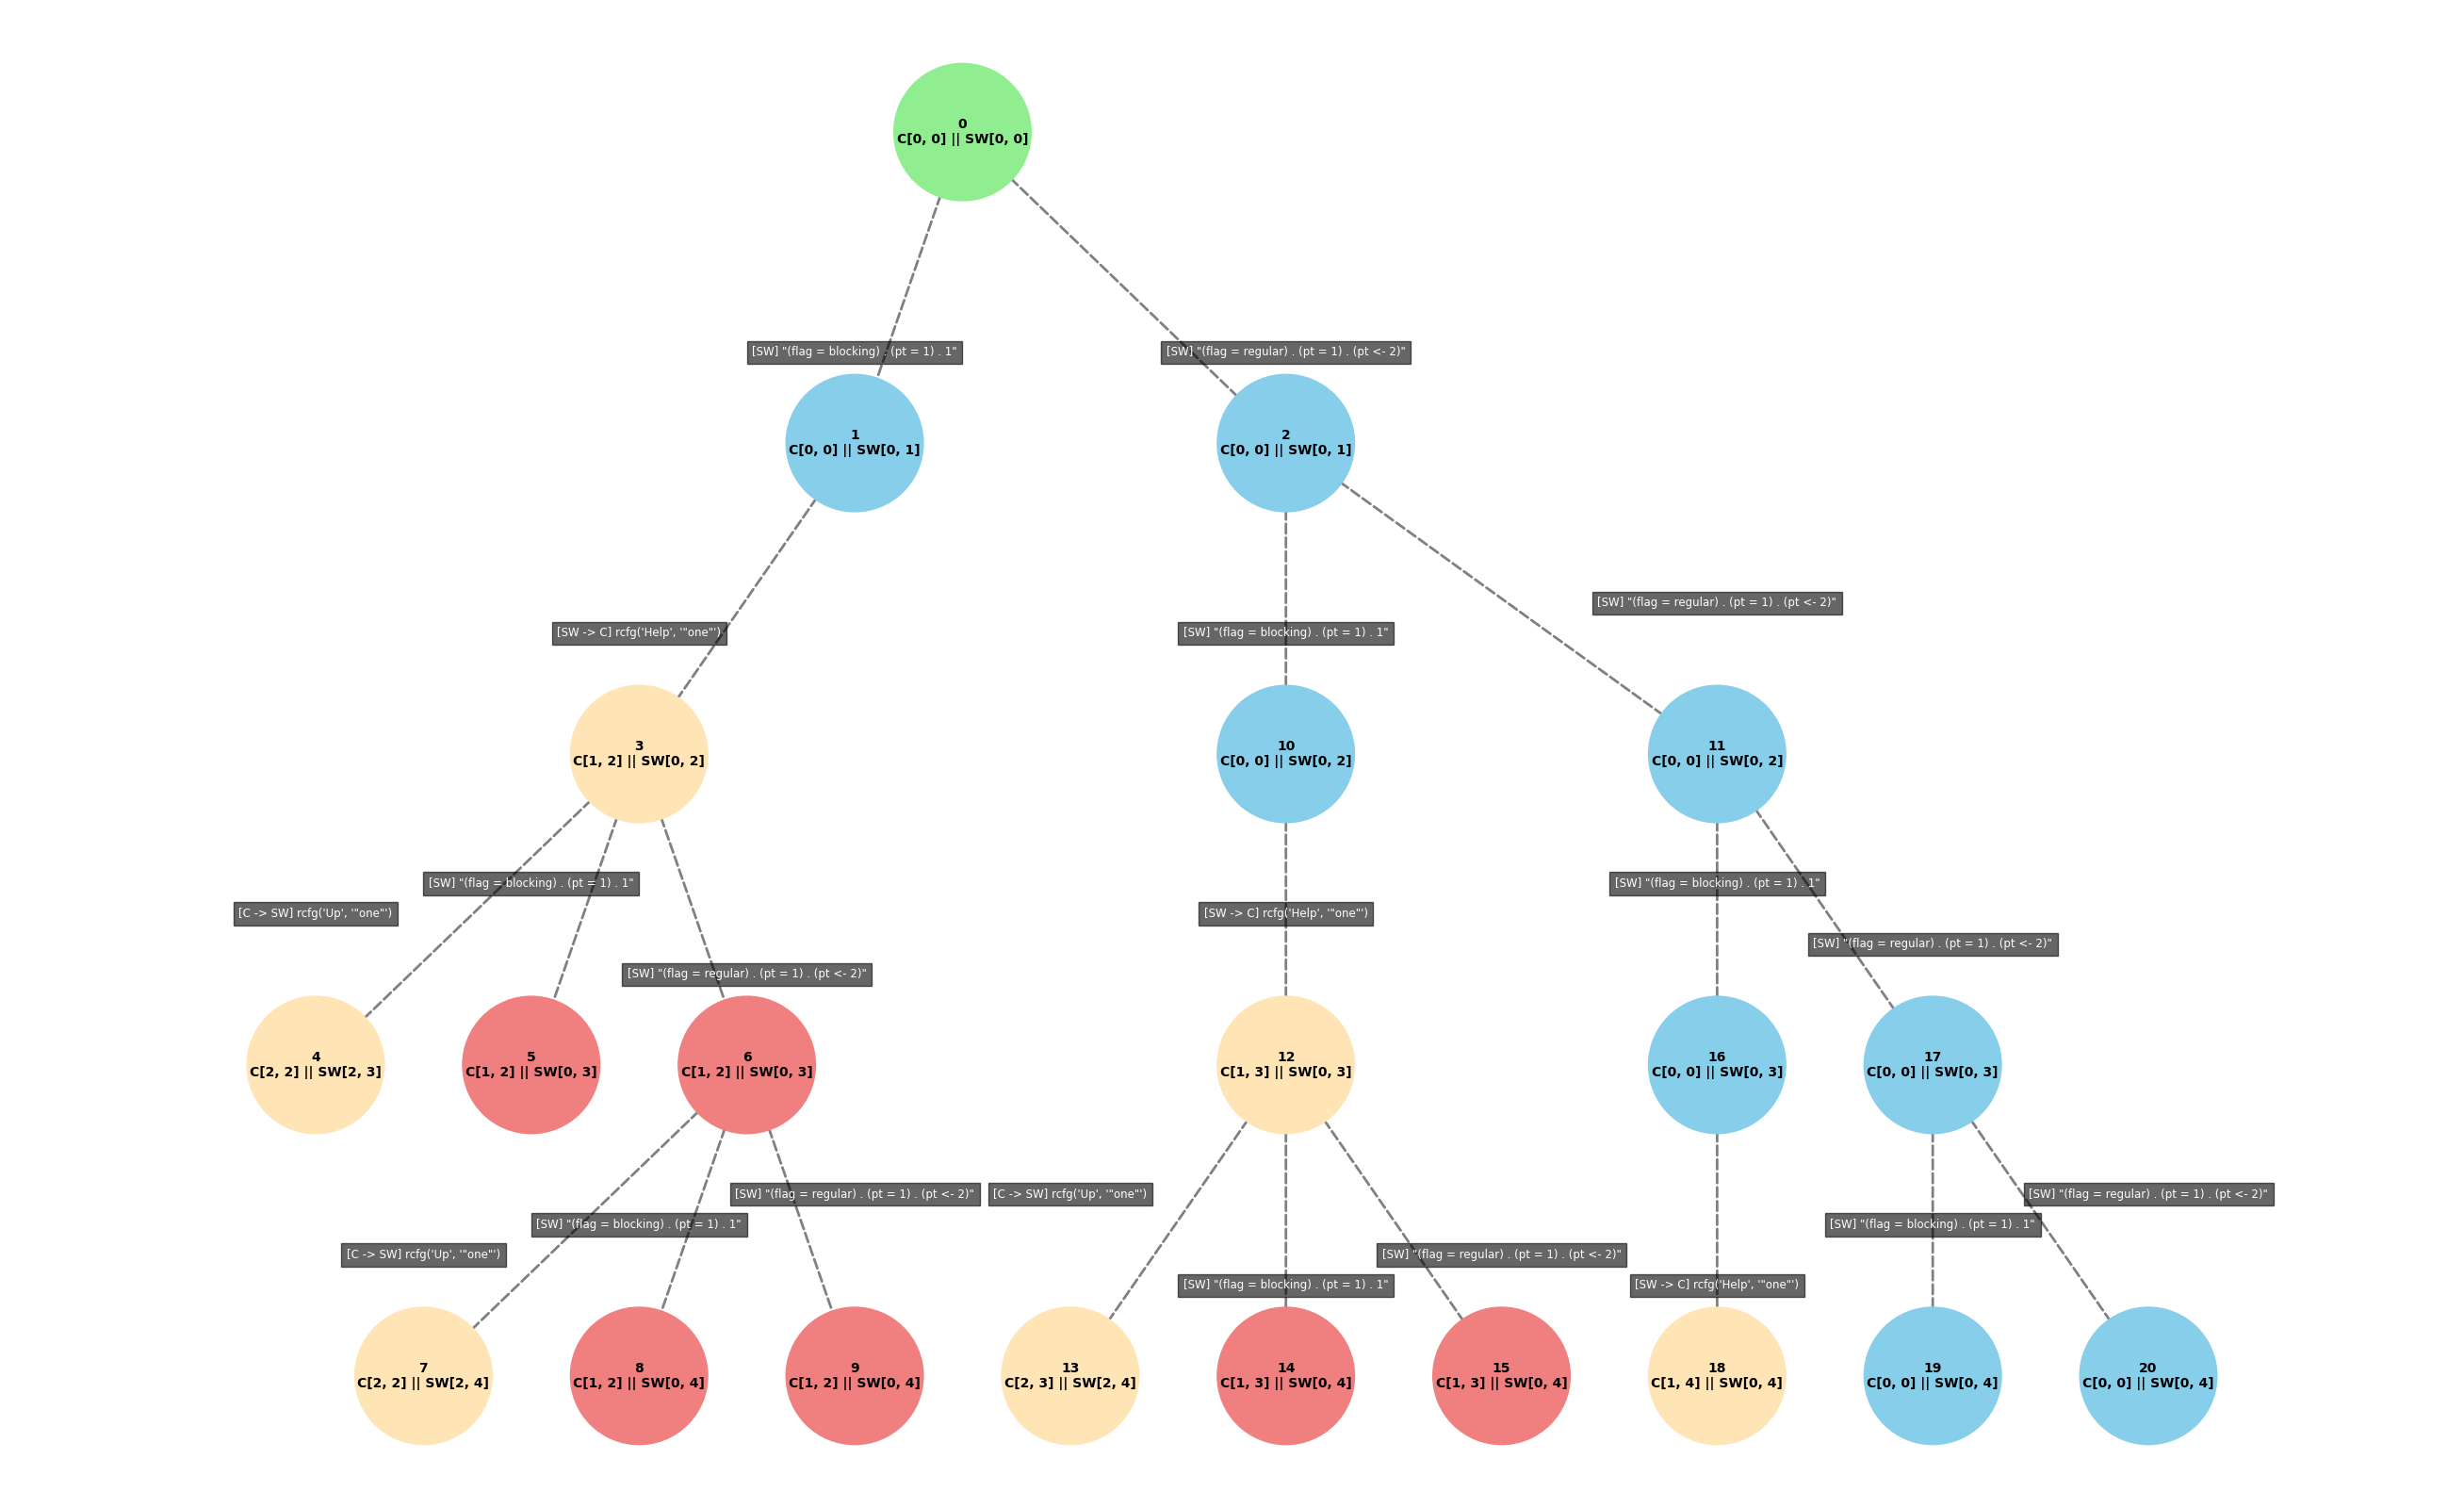 0
C[0, 0] || SW[0, 0]
[SW] "(flag = blocking) . (pt = 1) . 1"
[SW] "(flag = regular) . (pt = 1) . (pt <- 2)"
1
C[0, 0] || SW[0, 1]
2
C[0, 0] || SW[0, 1]
[SW] "(flag = regular) . (pt = 1) . (pt <- 2)"
[SW -> C] rcfg('Help', '"one"')
[SW] "(flag = blocking) . (pt = 1) . 1"
3
C[1, 2] || SW[0, 2]
10
C[0, 0] || SW[0, 2]
11
C[0, 0] || SW[0, 2]
[SW] "(flag = blocking) . (pt = 1) . 1"
[SW] "(flag = blocking) . (pt = 1) . 1"
[C -> SW] rcfg('Up', '"one"')
[SW -> C] rcfg('Help', '"one"')
[SW] "(flag = regular) . (pt = 1) . (pt <- 2)"
[SW] "(flag = regular) . (pt = 1) . (pt <- 2)"
4
C[2, 2] || SW[2, 3]
5
C[1, 2] || SW[0, 3]
6
C[1, 2] || SW[0, 3]
12
C[1, 3] || SW[0, 3]
16
C[0, 0] || SW[0, 3]
17
C[0, 0] || SW[0, 3]
[SW] "(flag = regular) . (pt = 1) . (pt <- 2)"
[C -> SW] rcfg('Up', '"one"')
[SW] "(flag = regular) . (pt = 1) . (pt <- 2)"
[SW] "(flag = blocking) . (pt = 1) . 1"
[SW] "(flag = blocking) . (pt = 1) . 1"
[C -> SW] rcfg('Up', '"one"')
[SW] "(flag = regular) . (pt = 1) . (pt <- 2)"
[SW] "(flag = blocking) . (pt = 1) . 1"
[SW -> C] rcfg('Help', '"one"')
7
C[2, 2] || SW[2, 4]
8
C[1, 2] || SW[0, 4]
9
C[1, 2] || SW[0, 4]
13
C[2, 3] || SW[2, 4]
14
C[1, 3] || SW[0, 4]
15
C[1, 3] || SW[0, 4]
18
C[1, 4] || SW[0, 4]
19
C[0, 0] || SW[0, 4]
20
C[0, 0] || SW[0, 4]